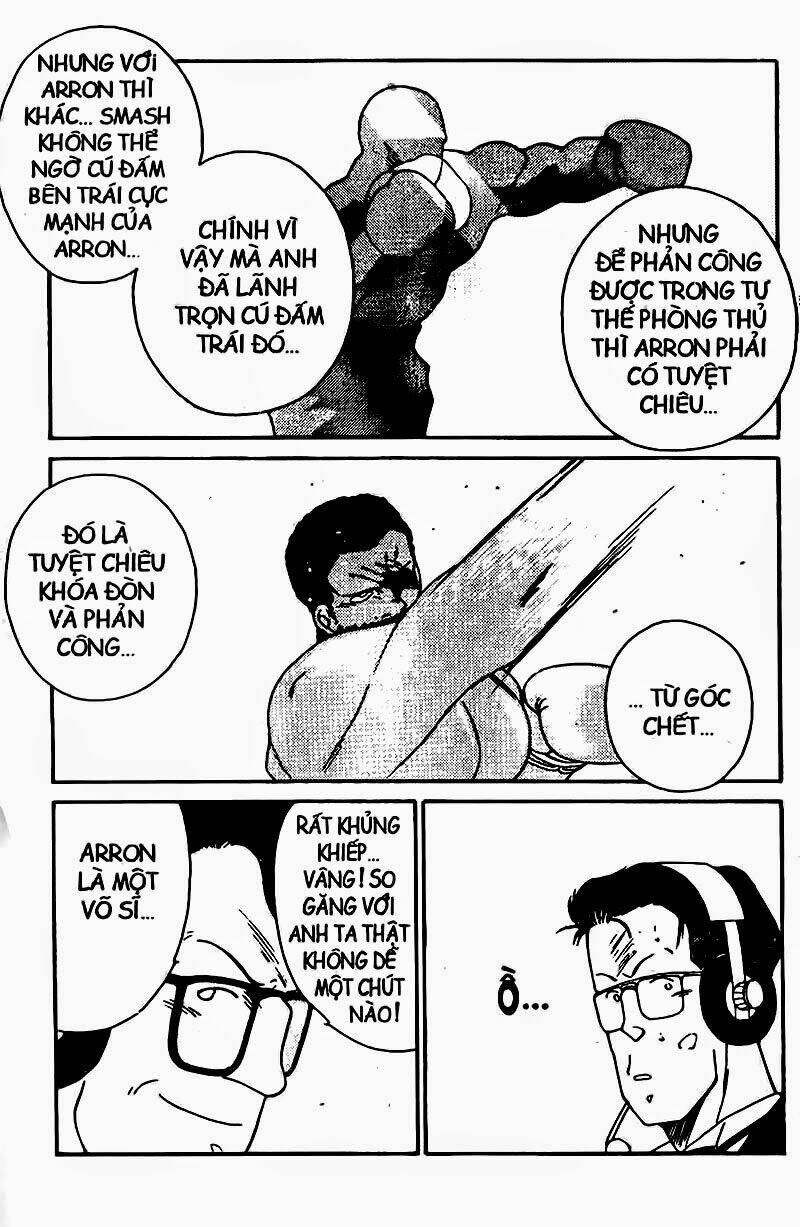 NHƯNG VỚI
ARRON THÌ
KHÁC... SMASH
KHÔNG THỂ
NGỜ CÚ ĐẤM
BÊN TRÁI CỰC
MẠNH CỦA
ARRON...
CHÍNH VÌ
VẬY MÀ ANH
ĐÃ LÃNH
TRỌN CÚ ĐẤM
TRÁI ĐÓ...
NHƯNG
ĐỂ PHẢN CÔNG
ĐƯỢC TRONG TƯ
THẾ PHÒNG THỦ
THÌ ARRON PHẢI
CÓ TUYỆT
CHIÊU...
ĐÓ LÀ
TUYỆT CHIÊU
KHÓA ĐÒN
VÀ PHẢN
CÔNG...
... TỪ GÓC
CHẾT...
ARRON
LÀ MỘT
VÕ SĨ...
RẤT KHỦNG
KHIẾP...
VÂNG! SO
GĂNG VỚI
ANH TA THẬT
KHÔNG DỄ
MỘT CHÚT
NÀO!
Ồ...